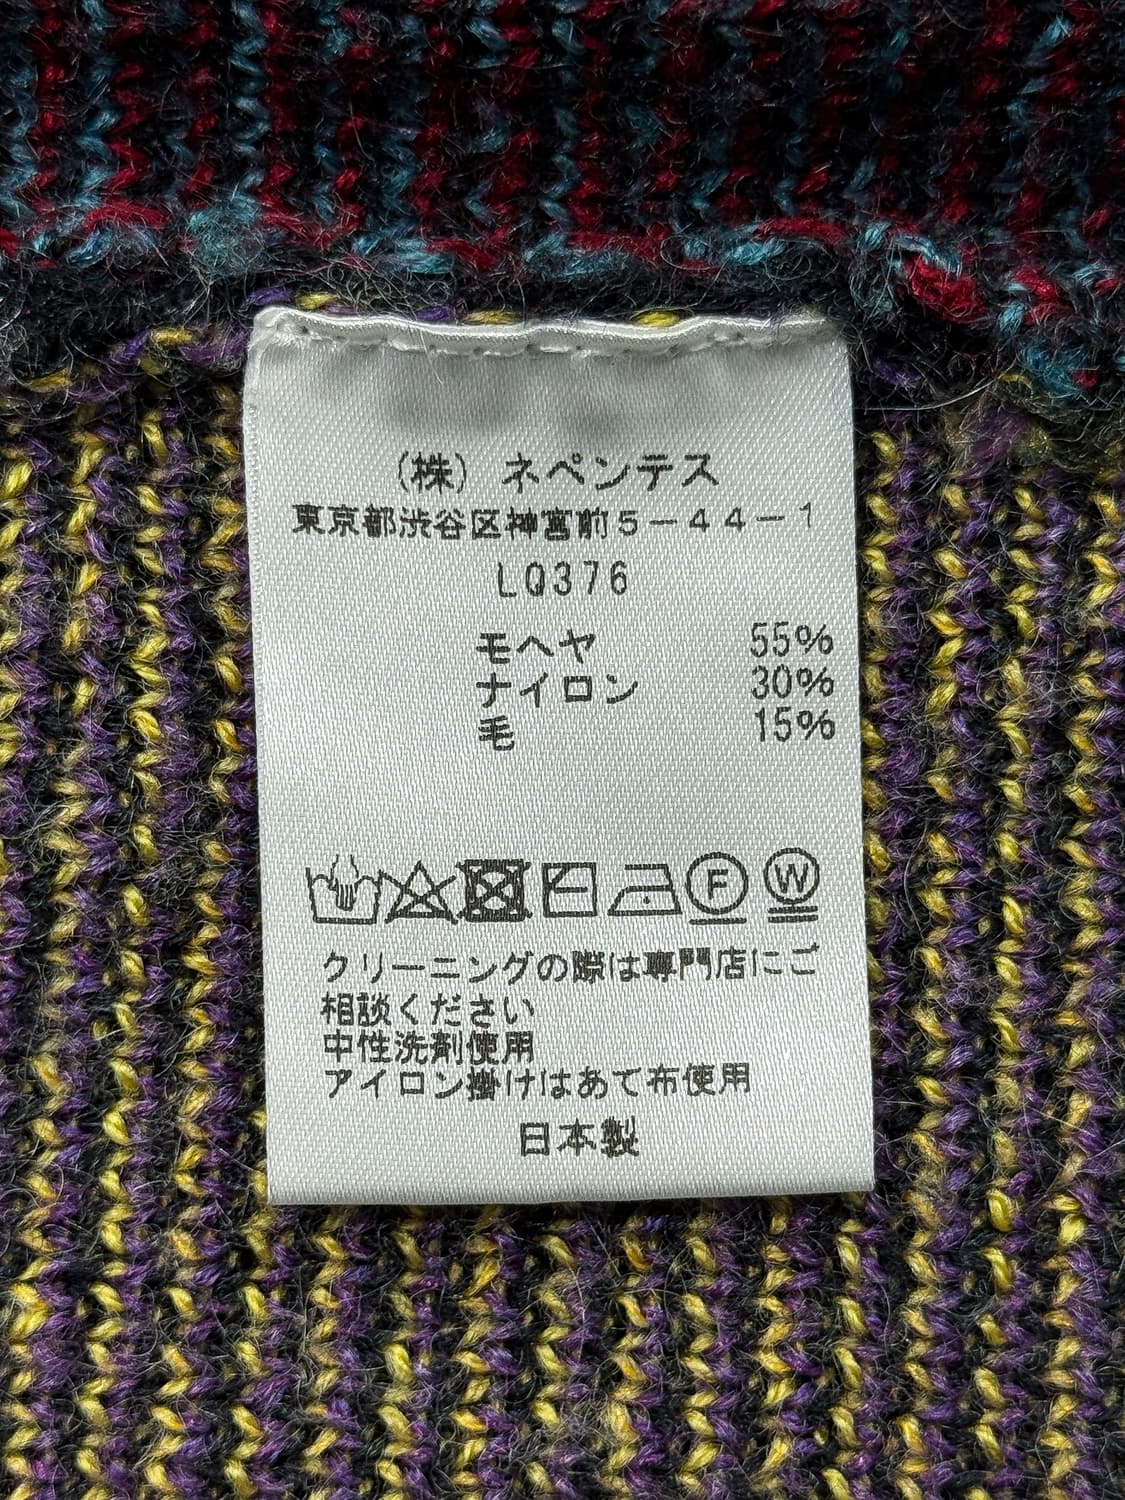 (株) ネペンテス
東京都渋谷区神宮前5-44-1
LQ376
モヘヤ 55%
ナイロン 30%
毛 15%
F W
クリーニングの際は専門店にご
相談ください
中性洗剤使用
アイロン掛けはあて布使用
日本製